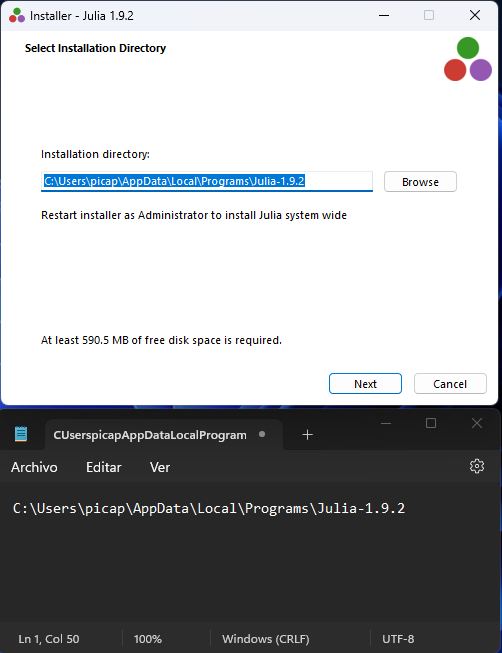 Installer - Julia 1.9.2
Select Installation Directory
Installation directory:
C:\Users\picap\AppData\Local\Programs\Julia-1.9.2
Browse
Restart installer as Administrator to install Julia system wide
At least 590.5 MB of free disk space is required.
Next Cancel
CUserspicapAppDataLocalProgram
Archivo Editar Ver
C:\Users\picap\AppData\Local\Programs\Julia-1.9.2
Ln 1, Col 50 100% Windows (CRLF) UTF-8